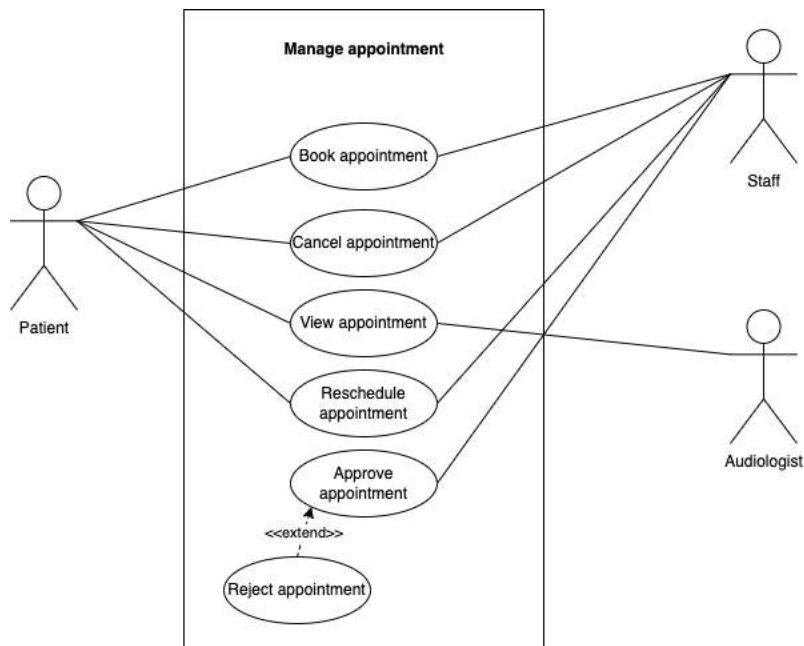 Manage appointment
Book appointment
Staff
Cancel appointment
Patient
View appointment
Reschedule
appointment
Audiologist
Approve
appointment
<<extend>>
Reject appointment